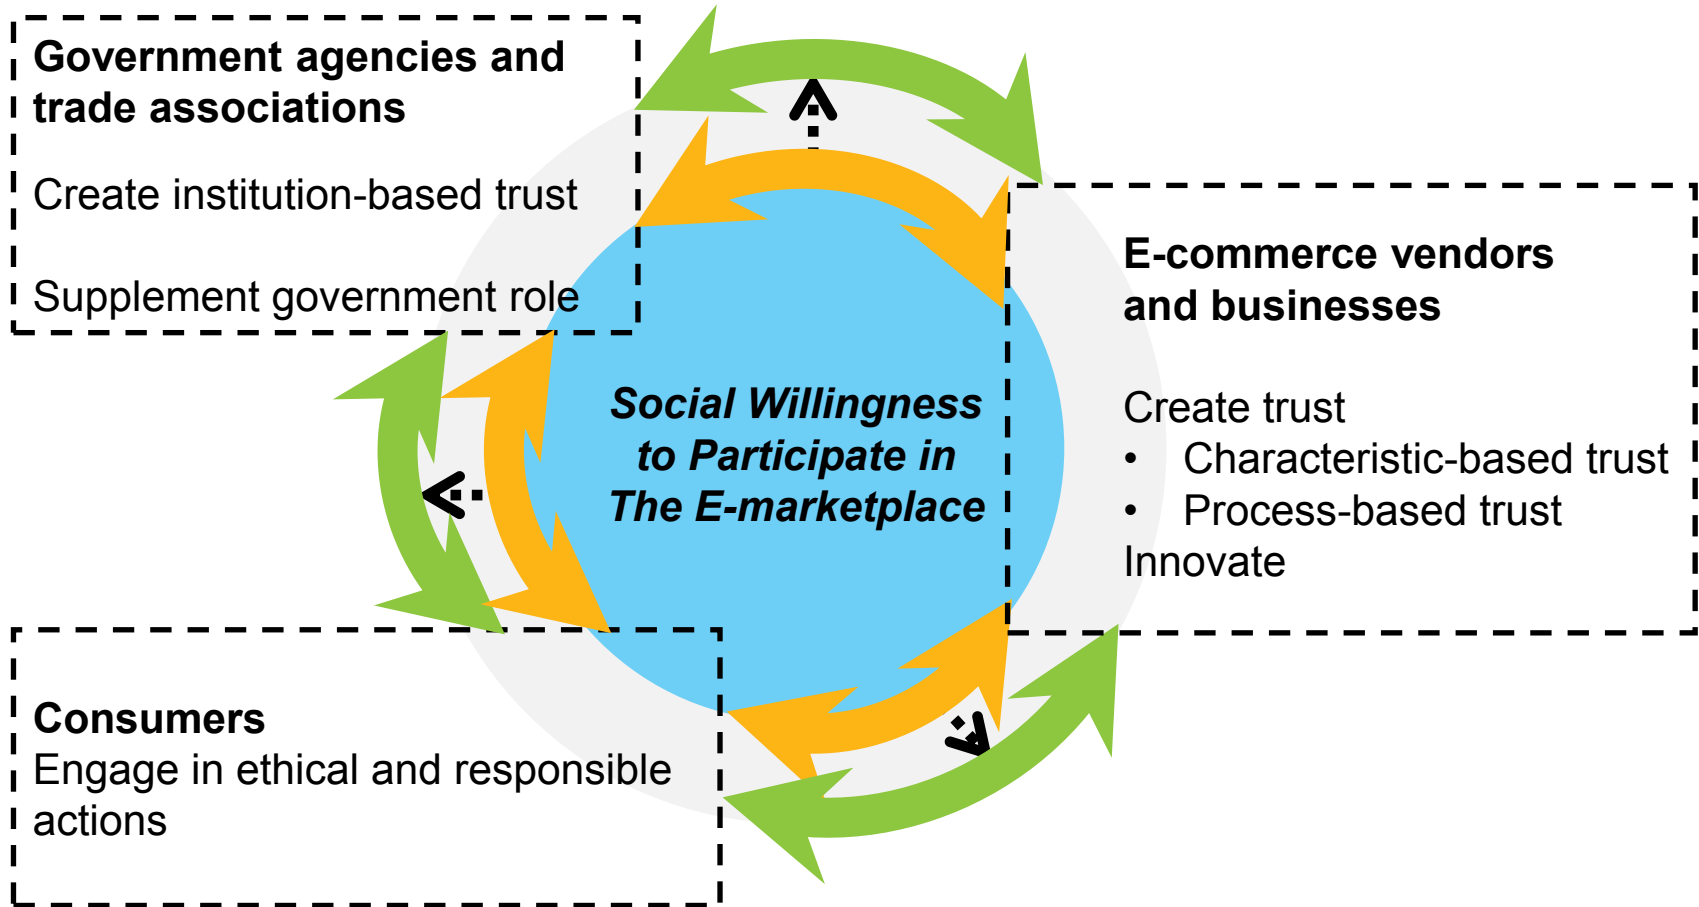 Government agencies and
trade associations
Create institution-based trust
Supplement government role
E-commerce vendors
and businesses
Create trust
• Characteristic-based trust
• Process-based trust
Innovate
Social Willingness
to Participate in
The E-marketplace
Consumers
Engage in ethical and responsible
actions